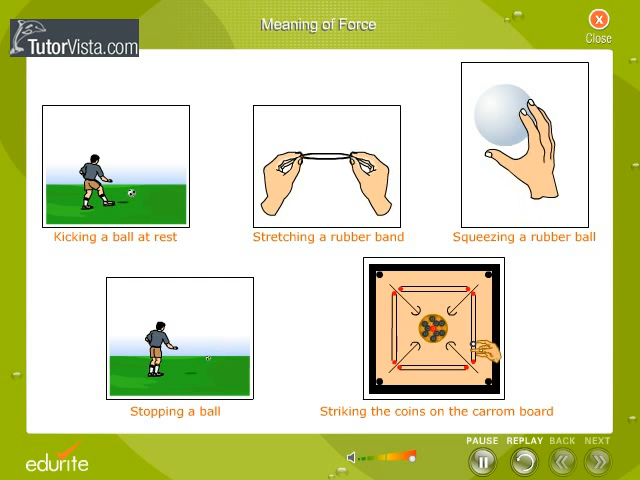 Meaning of Force
X
Close
TutorVista.com
Kicking a ball at rest
Stretching a rubber band
Squeezing a rubber ball
Stopping a ball
Striking the coins on the carrom board
edurite
PAUSE REPLAY BACK NEXT